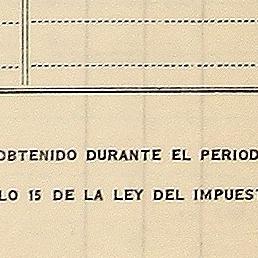 OBTENIDO DURANTE EL PERIOD
LO 15 DE LA LEY DEL IMPUEST